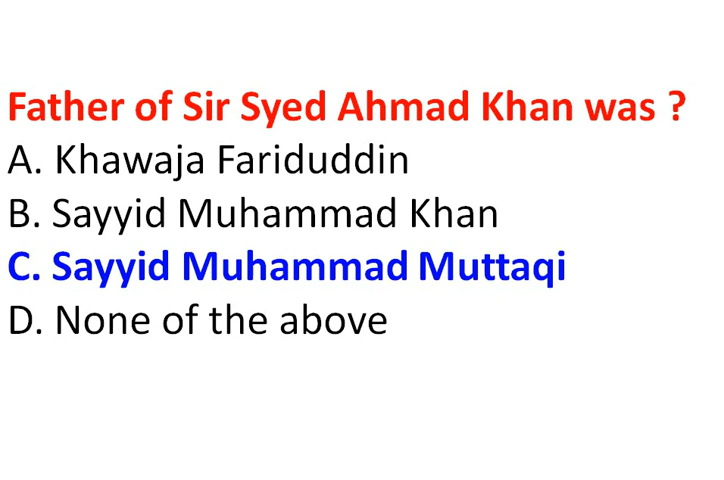 Father of Sir Syed Ahmad Khan was ?
A. Khawaja Fariduddin
B. Sayyid Muhammad Khan
C. Sayyid Muhammad Muttaqi
D. None of the above